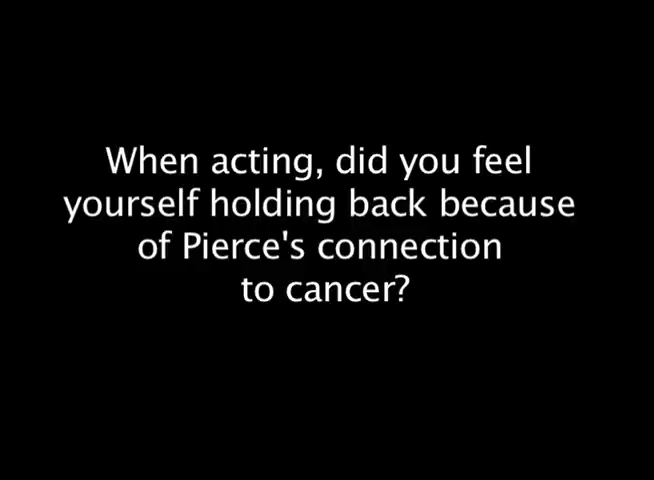 When acting, did you feel
yourself holding back because
of Pierce's connection
to cancer?